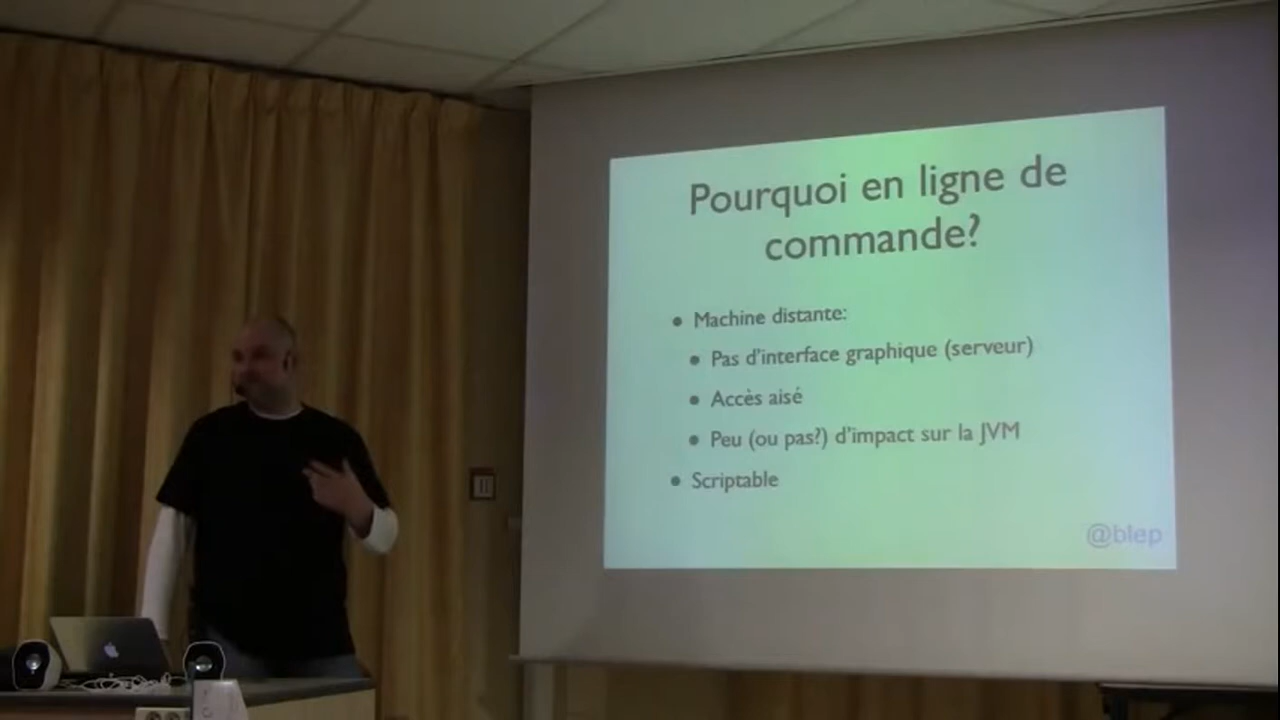 Pourquoi en ligne de
commande?
Machine distante:
Pas d'interface graphique (serveur)
Accès aisé
Peu (ou pas?) d'impact sur la JVM
Scriptable
@blep